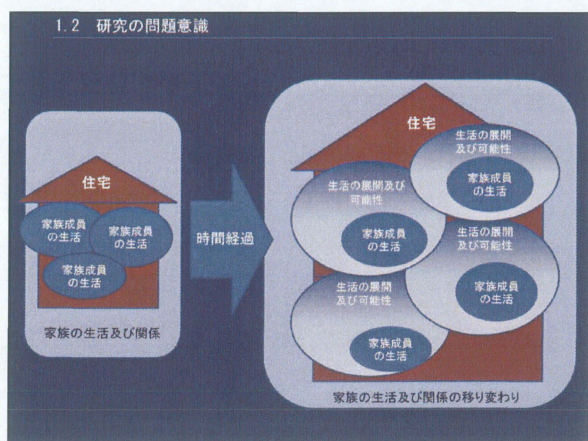 1.2 研究の問題意識
住宅
家族成員
の生活
家族成員
の生活
家族成員
の生活
家族の生活及び関係
時間経過
住宅
生活の展開
及び可能性
家族成員
の生活
生活の展開及び
可能性
家族成員
の生活
生活の展開
及び可能性
家族成員
の生活
生活の展開
及び可能性
家族成員
の生活
家族の生活及び関係の移り変わり